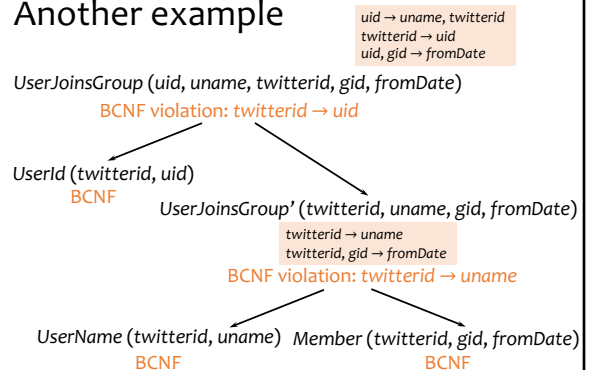 Another example
uid → uname, twitterid
twitterid → uid
uid, gid → fromDate
UserJoinsGroup (uid, uname, twitterid, gid, fromDate)
BCNF violation: twitterid → uid
UserId (twitterid, uid)
BCNF
UserJoinsGroup’ (twitterid, uname, gid, fromDate)
twitterid → uname
twitterid, gid → fromDate
BCNF violation: twitterid → uname
UserName (twitterid, uname)
BCNF
Member (twitterid, gid, fromDate)
BCNF